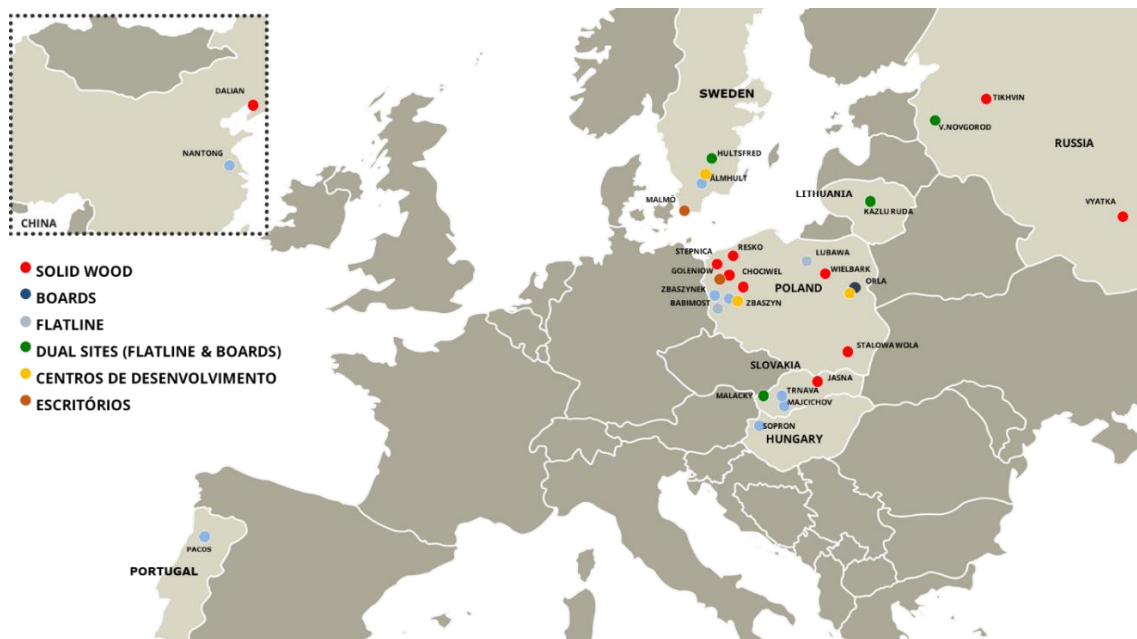 DALIAN
NANTONG
CHINA
SOLID WOOD
BOARDS
FLATLINE
DUAL SITES (FLATLINE & BOARDS)
CENTROS DE DESENVOLVIMENTO
ESCRITÓRIOS
SWEDEN
HULTSFRED
ÄLMHULT
MALMÖ
TIKHVIN
V.NOVGOROD
RUSSIA
VYATKA
LITHUANIA
KAZLU RUDA
STEPNICA
RESKO
LUBAWA
GOLENIOW
CHOCIWEL
WIELBARK
ORLA
ZBASZYNEK
POLAND
BABIMOST
ZBASZYN
STALOWA WOLA
SLOVAKIA
JASNA
MALACKY
TRNAVA
MAJCICHOV
SOPRON
HUNGARY
PACOS
PORTUGAL